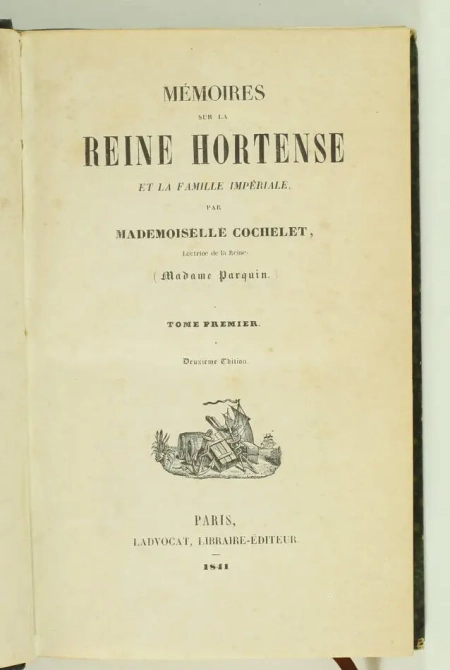 MÉMOIRES
SUR LA
REINE HORTENSE
ET LA FAMILLE IMPÉRIALE,
PAR
MADEMOISELLE COCHELET,
Lectrice de la Reine.
(Madame Parquin.)
TOME PREMIER.
Deuxième Édition.
PARIS,
LADVOCAT, LIBRAIRE-ÉDITEUR
1841